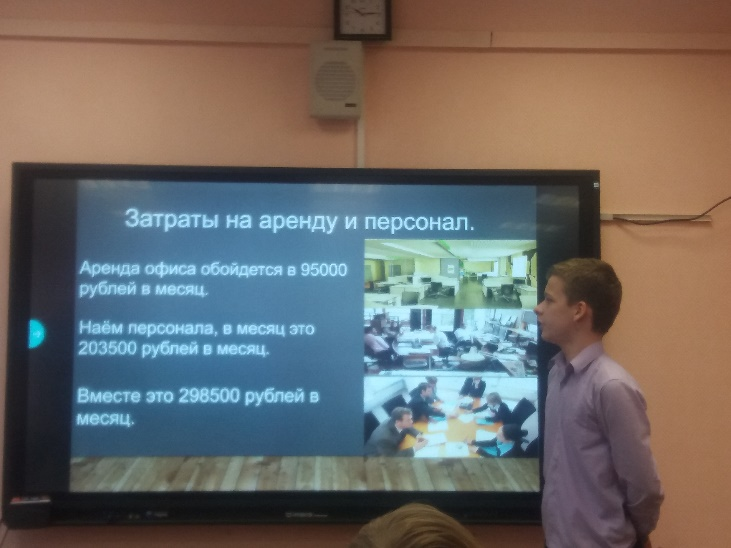 Затраты на аренду и персонал.
Аренда офиса обойдется в 95000
рублей в месяц.
Наём персонала, в месяц это
203500 рублей в месяц.
Вместе это 298500 рублей в
месяц.